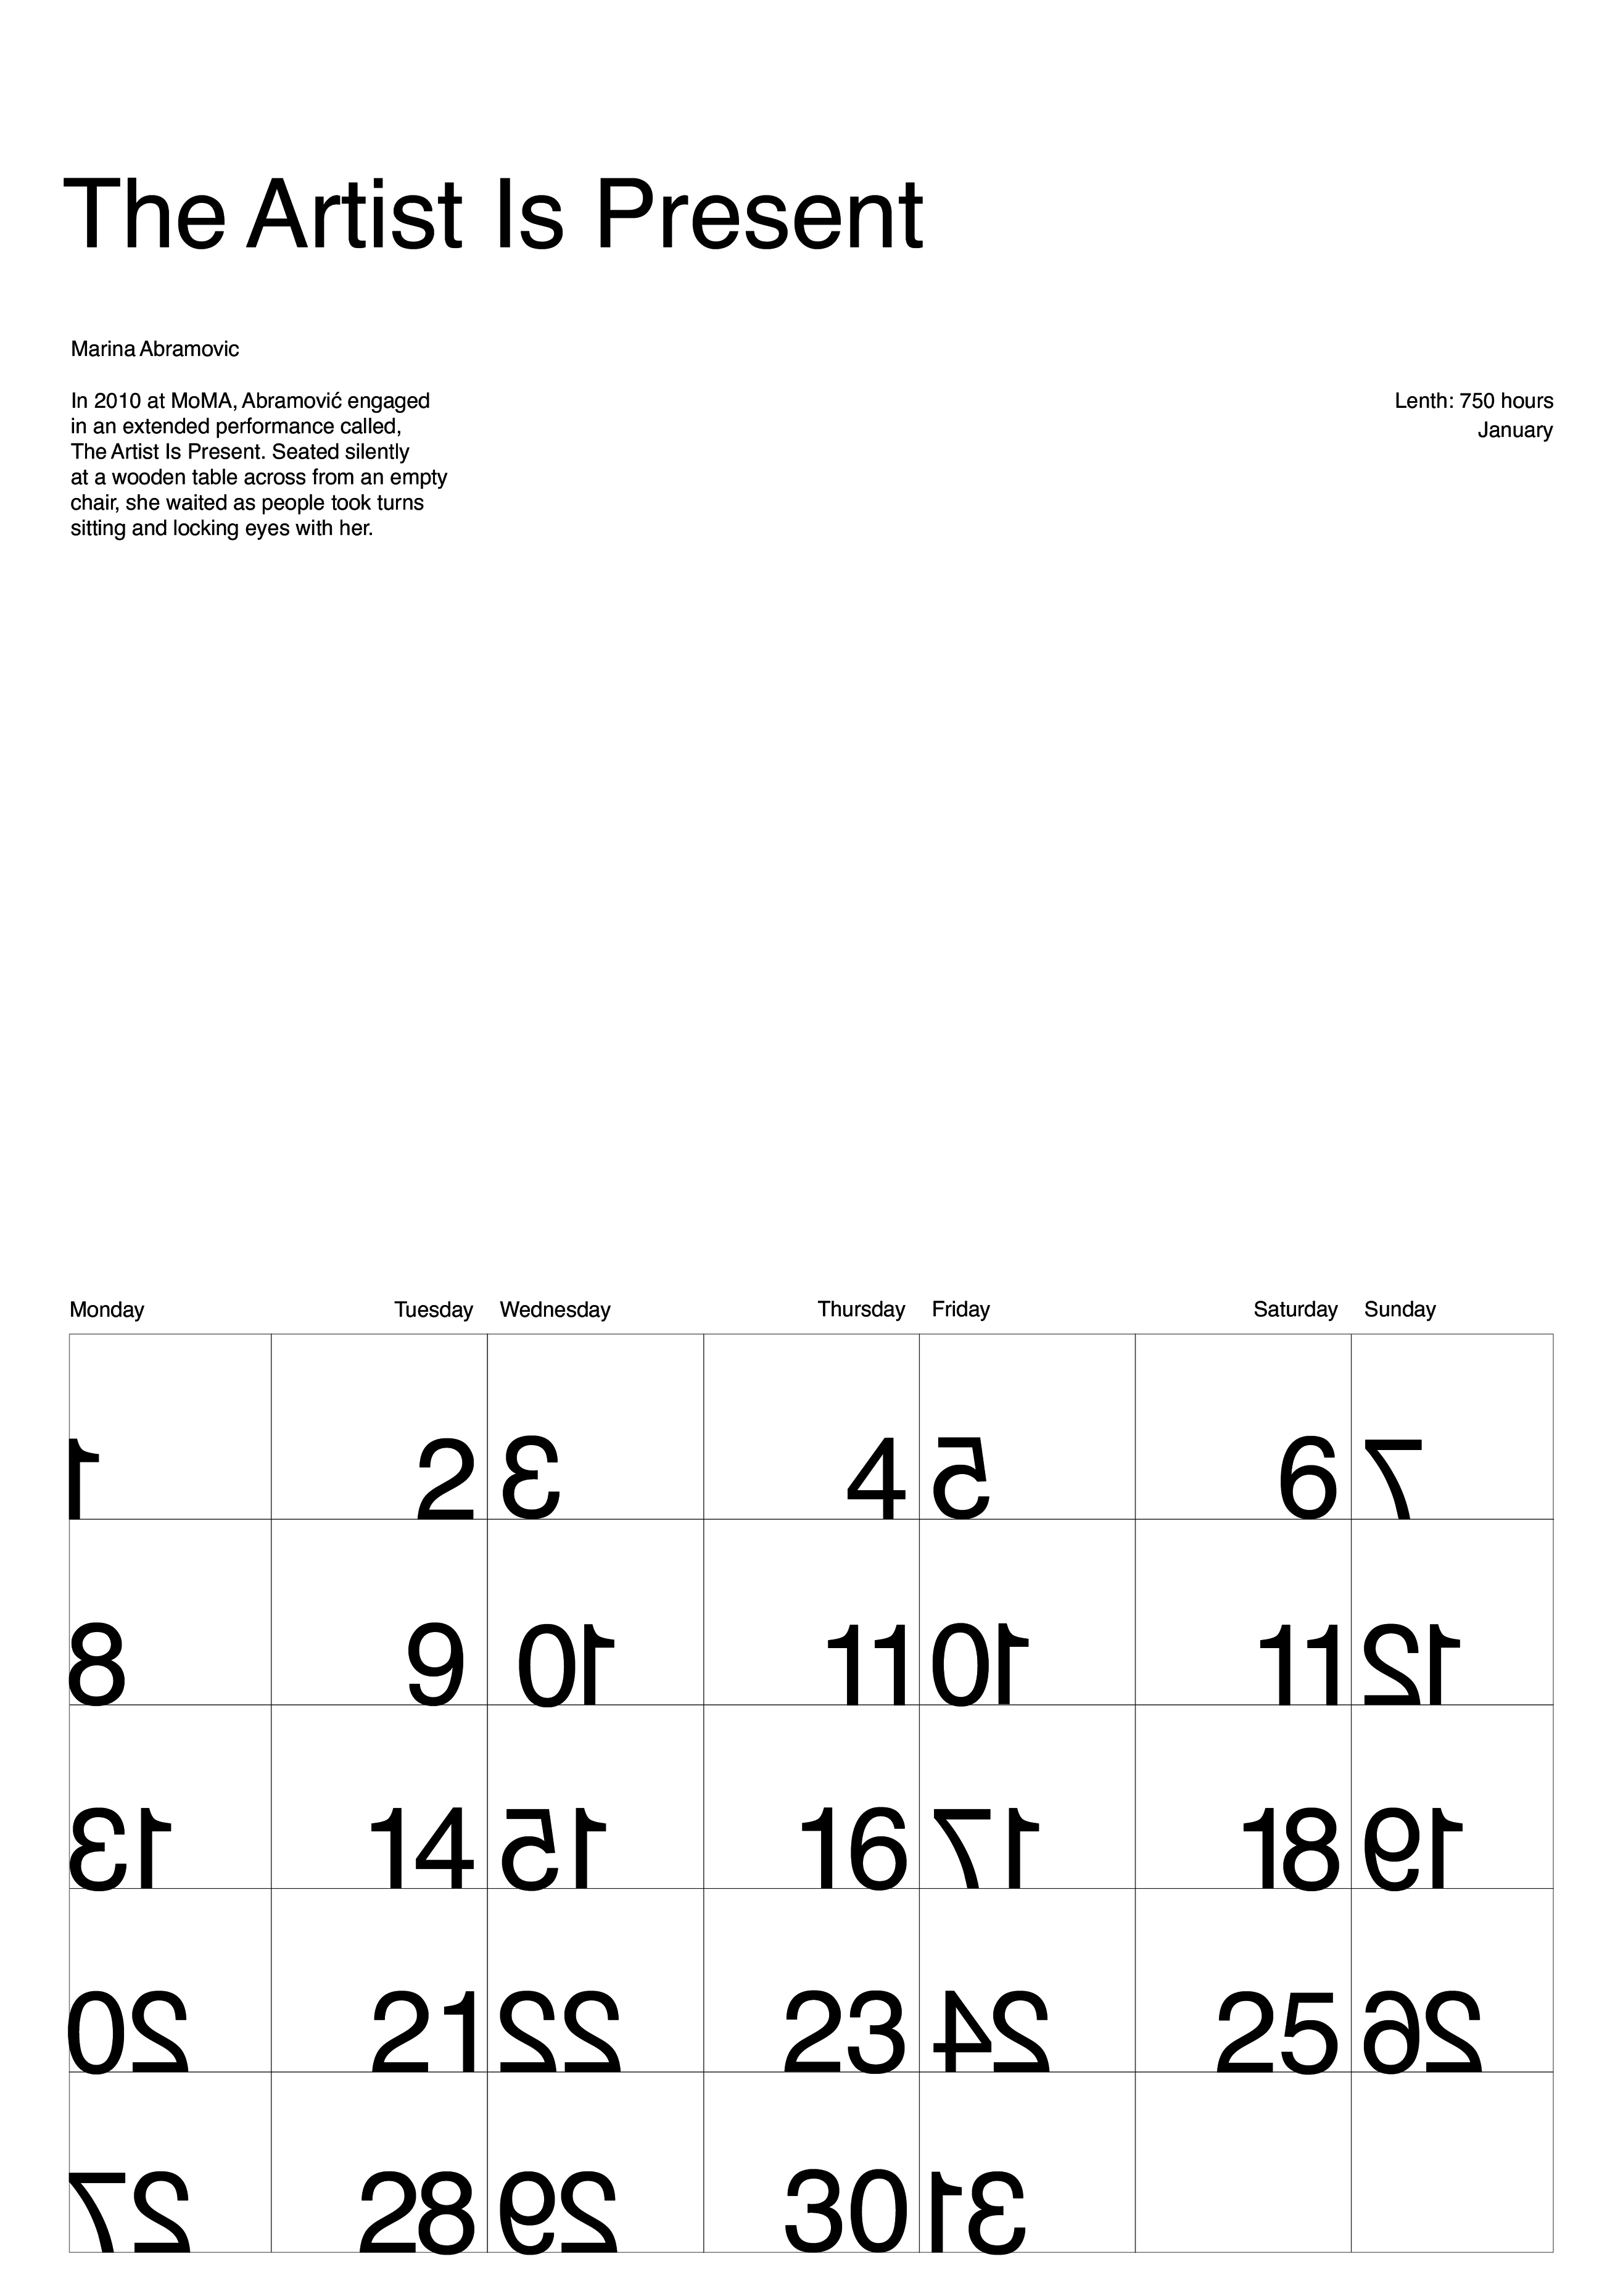 The Artist Is Present
Marina Abramovic
In 2010 at MoMA, Abramović engaged
in an extended performance called,
The Artist Is Present. Seated silently
at a wooden table across from an empty
chair, she waited as people took turns
sitting and locking eyes with her.
Lenth: 750 hours
January
Monday Tuesday Wednesday Thursday Friday Saturday Sunday
1 2 3 4 5 6 7
8 9 10 11 10 11 12
13 14 15 16 17 18 19
20 21 22 23 24 25 26
27 28 29 30 31